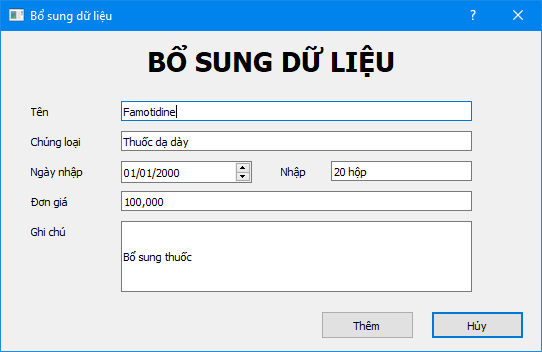 Bổ sung dữ liệu
BỔ SUNG DỮ LIỆU
Tên Famotidine
Chủng loại Thuốc dạ dày
Ngày nhập 01/01/2000 Nhập 20 hộp
Đơn giá 100,000
Ghi chú Bổ sung thuốc
Thêm Hủy